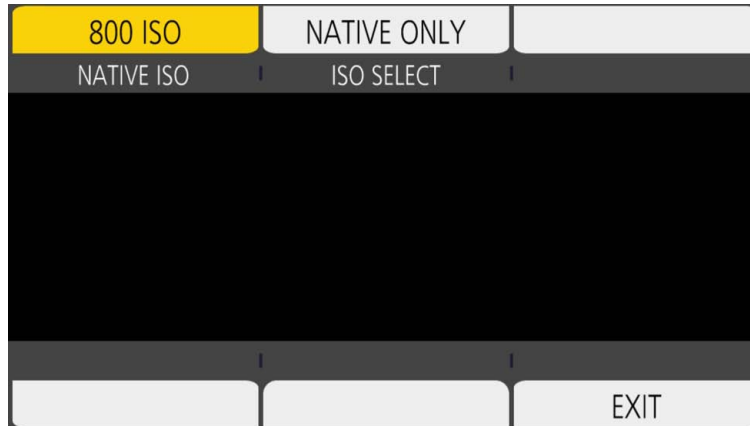 800 ISO
NATIVE ONLY
NATIVE ISO
ISO SELECT
EXIT